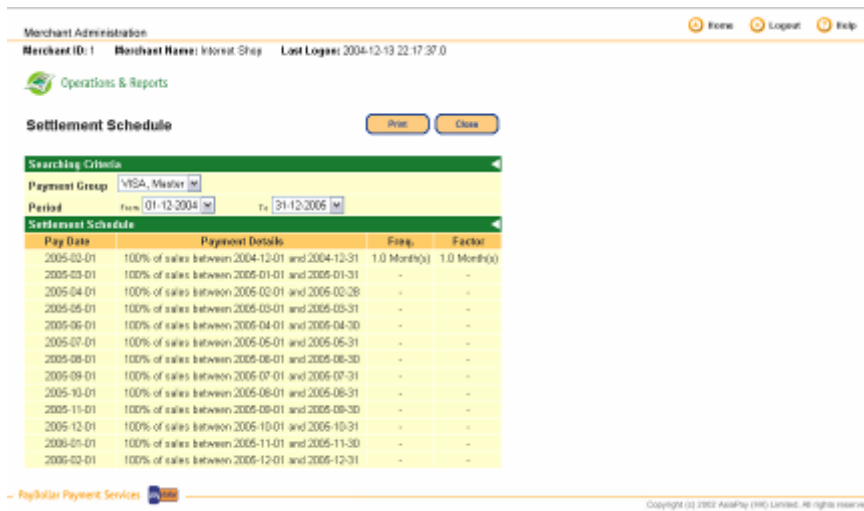 Home Logout Help
Merchant Administration
Merchant ID: 1 Merchant Name: Internet Shop Last Logon: 2004-12-13 22:17:37.0
Operations & Reports
Settlement Schedule Print Close
Searching Criteria
Payment Group VISA, Master
Period From 01-12-2004 To 31-12-2005
Settlement Schedule
Pay Date Payment Details Freq. Factor
2005-02-01 100% of sales between 2004-12-01 and 2004-12-31 1.0 Month(s) 1.0 Month(s)
2005-03-01 100% of sales between 2005-01-01 and 2005-01-31 - -
2005-04-01 100% of sales between 2005-02-01 and 2005-02-28 - -
2005-05-01 100% of sales between 2005-03-01 and 2005-03-31 - -
2005-06-01 100% of sales between 2005-04-01 and 2005-04-30 - -
2005-07-01 100% of sales between 2005-05-01 and 2005-05-31 - -
2005-08-01 100% of sales between 2005-06-01 and 2005-06-30 - -
2005-09-01 100% of sales between 2005-07-01 and 2005-07-31 - -
2005-10-01 100% of sales between 2005-08-01 and 2005-08-31 - -
2005-11-01 100% of sales between 2005-09-01 and 2005-09-30 - -
2005-12-01 100% of sales between 2005-10-01 and 2005-10-31 - -
2006-01-01 100% of sales between 2005-11-01 and 2005-11-30 - -
2006-02-01 100% of sales between 2005-12-01 and 2005-12-31 - -
PayDollar Payment Services
Copyright (c) 2002 AsiaPay (HK) Limited. All rights reserve